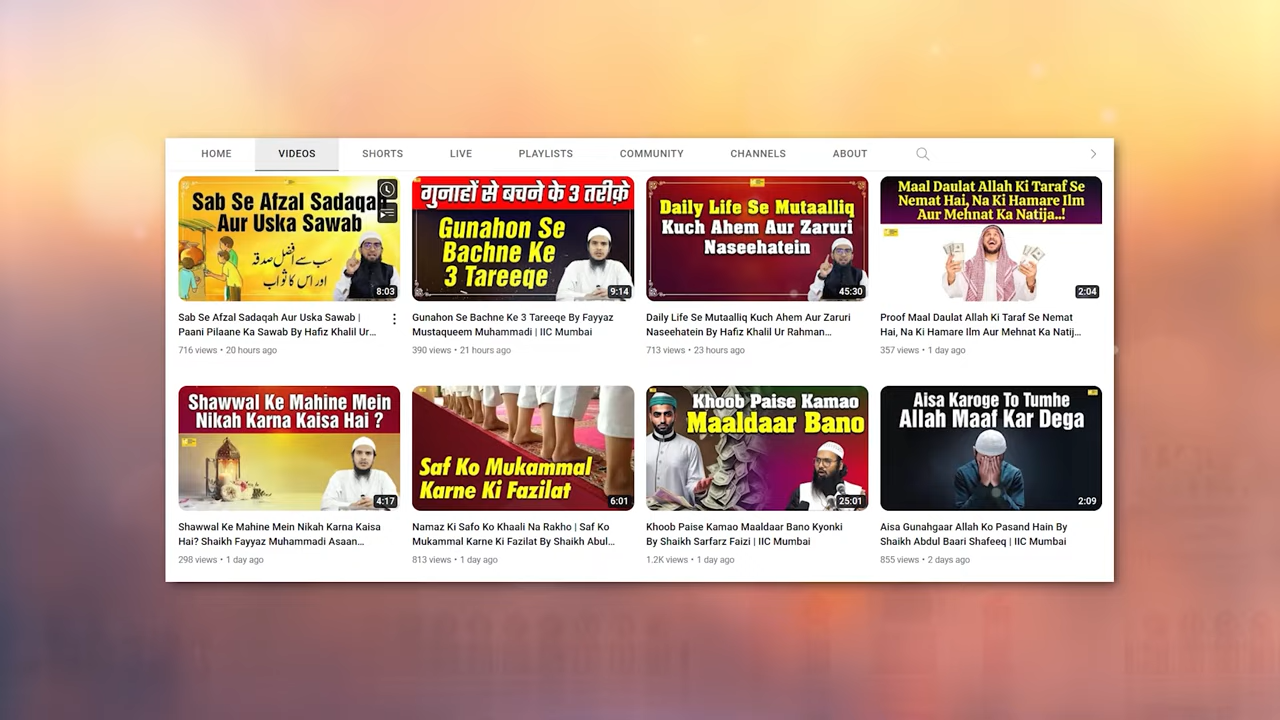 HOME VIDEOS SHORTS LIVE PLAYLISTS COMMUNITY CHANNELS ABOUT
Sab Se Afzal Sadaqah
Aur Uska Sawab
سب سے افضل صدقہ
اور اس کا ثواب
8:03
गुनाहों से बचने के 3 तरीक़े
Gunahon Se
Bachne Ke
3 Tareeqe
9:14
Daily Life Se Mutaalliq
Kuch Ahem Aur Zaruri
Naseehatein
45:30
Maal Daulat Allah Ki Taraf Se
Nemat Hai, Na Ki Hamare Ilm
Aur Mehnat Ka Natija..!
2:04
Sab Se Afzal Sadaqah Aur Uska Sawab |
Paani Pilaane Ka Sawab By Hafiz Khalil Ur...
716 views • 20 hours ago
Gunahon Se Bachne Ke 3 Tareeqe By Fayyaz
Mustaqueem Muhammadi | IIC Mumbai
390 views • 21 hours ago
Daily Life Se Mutaalliq Kuch Ahem Aur Zaruri
Naseehatein By Hafiz Khalil Ur Rahman...
713 views • 23 hours ago
Proof Maal Daulat Allah Ki Taraf Se Nemat
Hai, Na Ki Hamare Ilm Aur Mehnat Ka Natij...
357 views • 1 day ago
Shawwal Ke Mahine Mein
Nikah Karna Kaisa Hai ?
4:17
Saf Ko Mukammal
Karne Ki Fazilat
6:01
Khoob Paise Kamao
Maaldaar Bano
25:01
Aisa Karoge To Tumhe
Allah Maaf Kar Dega
2:09
Shawwal Ke Mahine Mein Nikah Karna Kaisa
Hai? Shaikh Fayyaz Muhammadi Asaan...
298 views • 1 day ago
Namaz Ki Safo Ko Khaali Na Rakho | Saf Ko
Mukammal Karne Ki Fazilat By Shaikh Abul...
813 views • 1 day ago
Khoob Paise Kamao Maaldaar Bano Kyonki
By Shaikh Sarfarz Faizi | IIC Mumbai
1.2K views • 1 day ago
Aisa Gunahgaar Allah Ko Pasand Hain By
Shaikh Abdul Baari Shafeeq | IIC Mumbai
855 views • 2 days ago